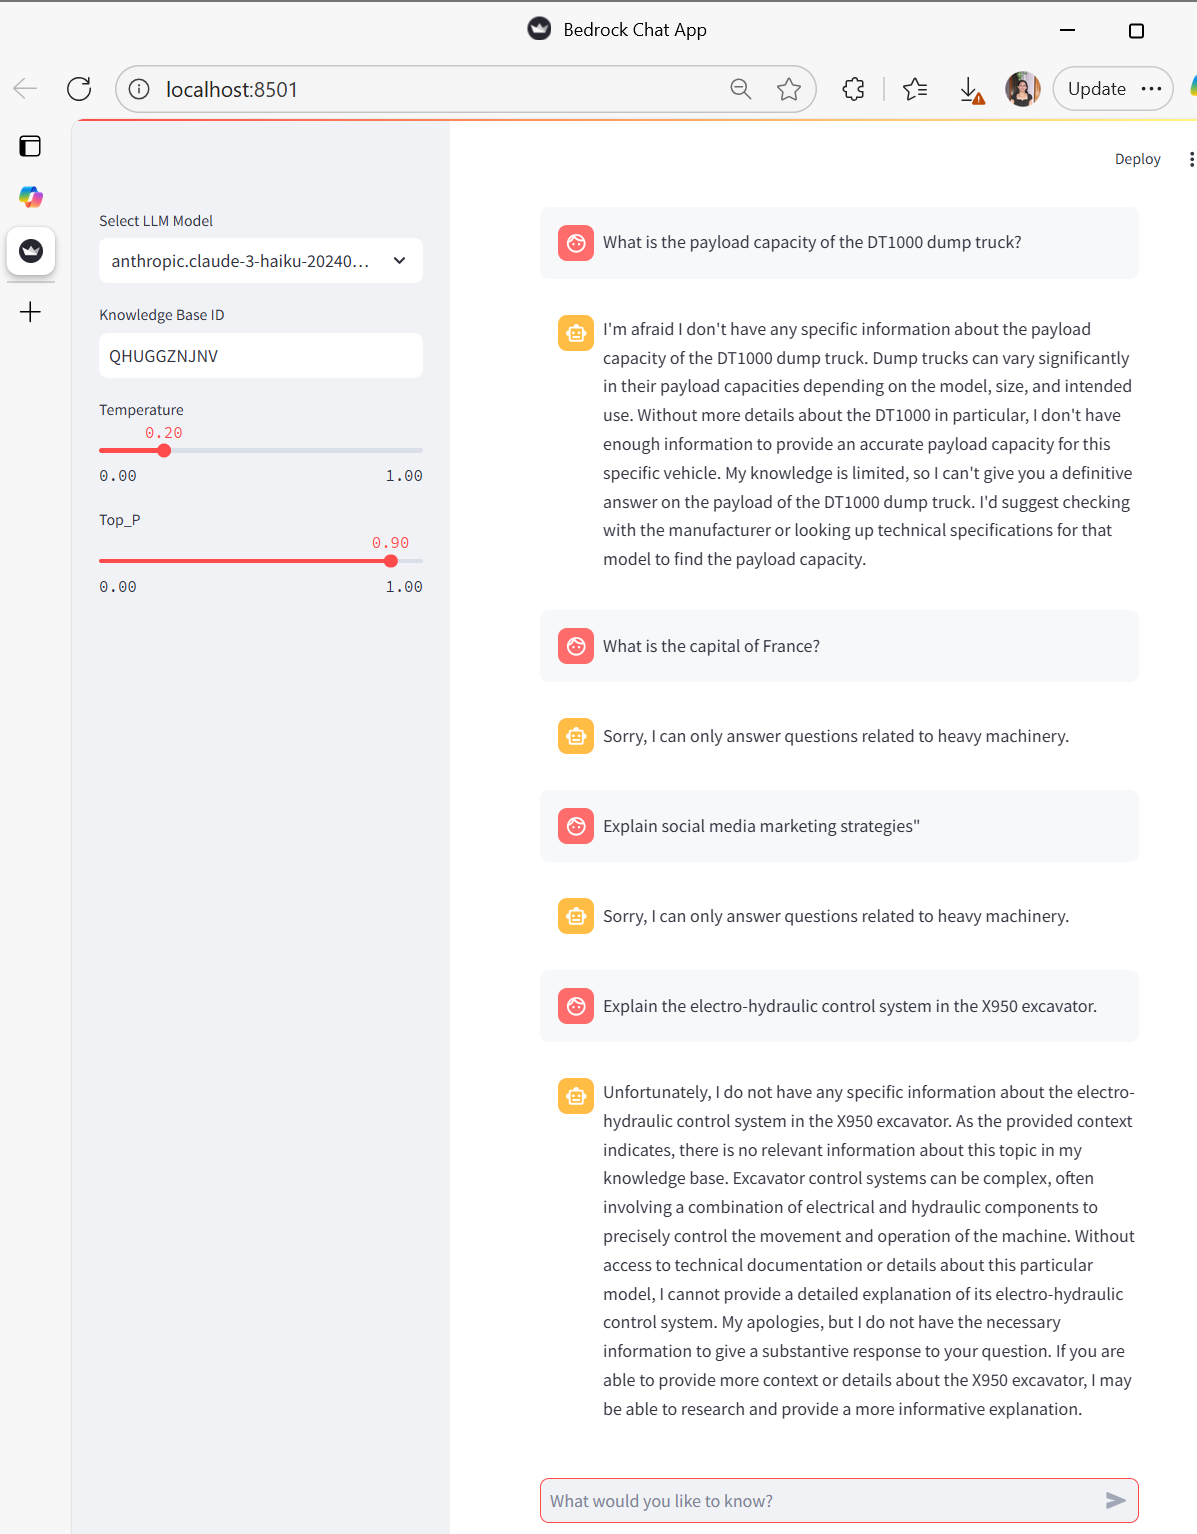 Bedrock Chat App
localhost:8501
Update
Deploy
Select LLM Model
anthropic.claude-3-haiku-20240...
Knowledge Base ID
QHUGGZNJNV
Temperature
0.20
0.00 1.00
Top_P
0.90
0.00 1.00
What is the payload capacity of the DT1000 dump truck?
I'm afraid I don't have any specific information about the payload
capacity of the DT1000 dump truck. Dump trucks can vary significantly
in their payload capacities depending on the model, size, and intended
use. Without more details about the DT1000 in particular, I don't have
enough information to provide an accurate payload capacity for this
specific vehicle. My knowledge is limited, so I can't give you a definitive
answer on the payload of the DT1000 dump truck. I'd suggest checking
with the manufacturer or looking up technical specifications for that
model to find the payload capacity.
What is the capital of France?
Sorry, I can only answer questions related to heavy machinery.
Explain social media marketing strategies"
Sorry, I can only answer questions related to heavy machinery.
Explain the electro-hydraulic control system in the X950 excavator.
Unfortunately, I do not have any specific information about the electro-
hydraulic control system in the X950 excavator. As the provided context
indicates, there is no relevant information about this topic in my
knowledge base. Excavator control systems can be complex, often
involving a combination of electrical and hydraulic components to
precisely control the movement and operation of the machine. Without
access to technical documentation or details about this particular
model, I cannot provide a detailed explanation of its electro-hydraulic
control system. My apologies, but I do not have the necessary
information to give a substantive response to your question. If you are
able to provide more context or details about the X950 excavator, I may
be able to research and provide a more informative explanation.
What would you like to know?